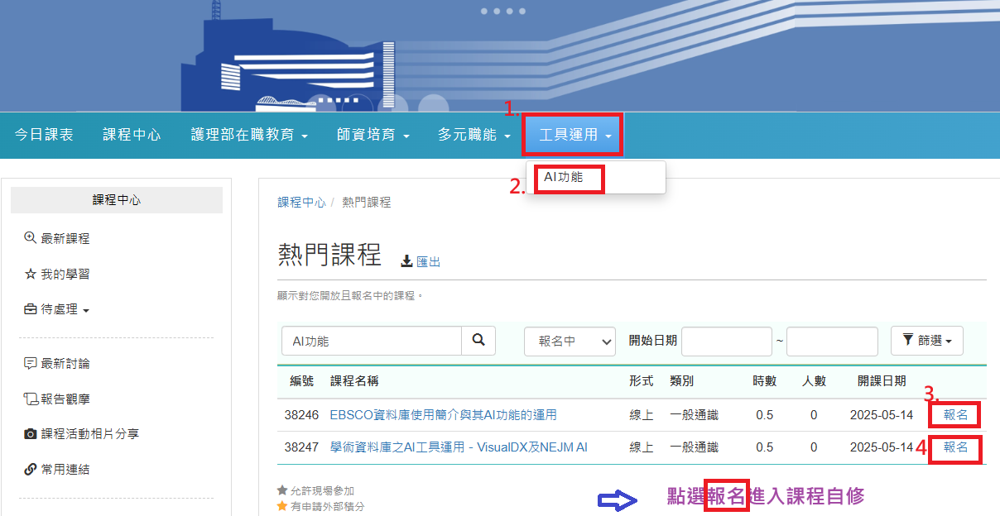 1.
今日課表 課程中心 護理部在職教育 師資培育 多元職能 工具運用
2. AI功能
課程中心
最新課程
我的學習
待處理
最新討論
報告觀摩
課程活動相片分享
常用連結
課程中心 / 熱門課程
熱門課程 匯出
顯示對您開放且報名中的課程。
AI功能 報名中 開始日期 ~ 篩選
編號 課程名稱 形式 類別 時數 人數 開課日期
3.
38246 EBSCO資料庫使用簡介與其AI功能的運用 線上 一般通識 0.5 0 2025-05-14 報名
38247 學術資料庫之AI工具運用 - VisualDX及NEJM AI 線上 一般通識 0.5 0 2025-05-14 4 報名
允許現場參加
有申請外部積分
點選報名進入課程自修